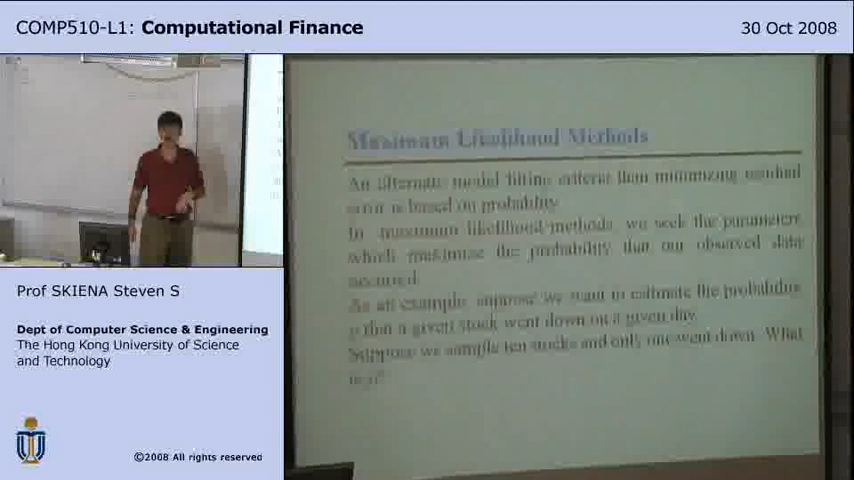 COMP510-L1: Computational Finance
30 Oct 2008
Maximum Likelihood Methods
An alternate model fitting criteria than minimizing residual
error is based on probability.
In maximum likelihood methods, we seek the parameters
which maximize the probability that our observed data
occurred.
As an example, suppose we want to estimate the probability
p that a given stock went down on a given day.
Suppose we sample ten stocks and only one went down. What
is p?
Prof SKIENA Steven S
Dept of Computer Science & Engineering
The Hong Kong University of Science
and Technology
©2008 All rights reserved